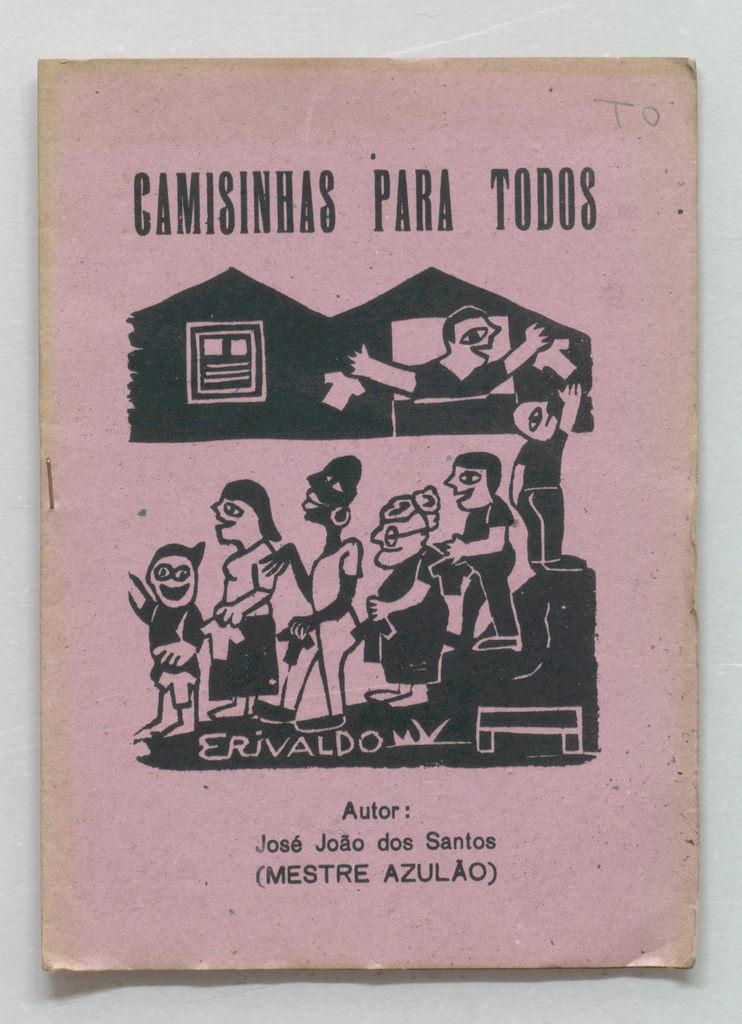 TO
CAMISINHAS PARA TODOS
ERIVALDO
Autor:
José João dos Santos
(MESTRE AZULÃO)